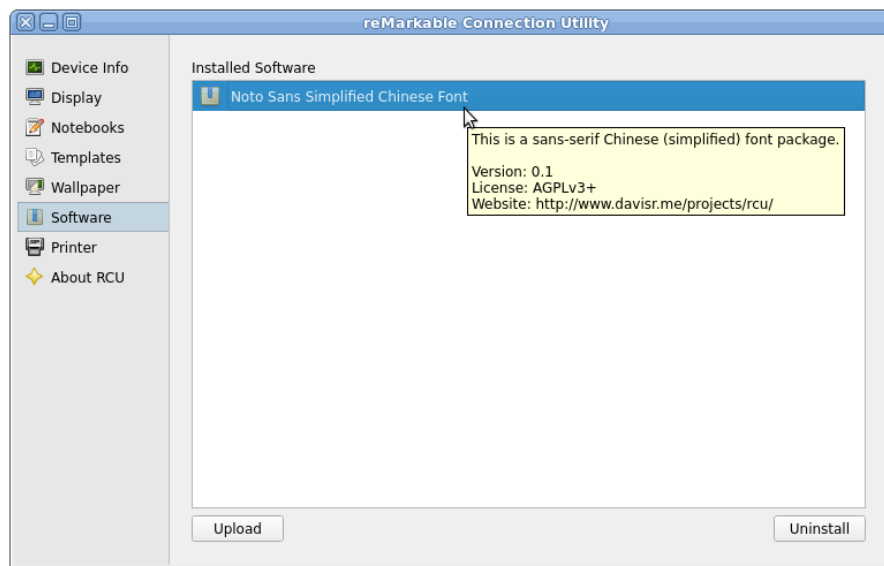 reMarkable Connection Utility
Device Info
Display
Notebooks
Templates
Wallpaper
Software
Printer
About RCU
Installed Software
Noto Sans Simplified Chinese Font
This is a sans-serif Chinese (simplified) font package.
Version: 0.1
License: AGPLv3+
Website: http://www.davisr.me/projects/rcu/
Upload
Uninstall